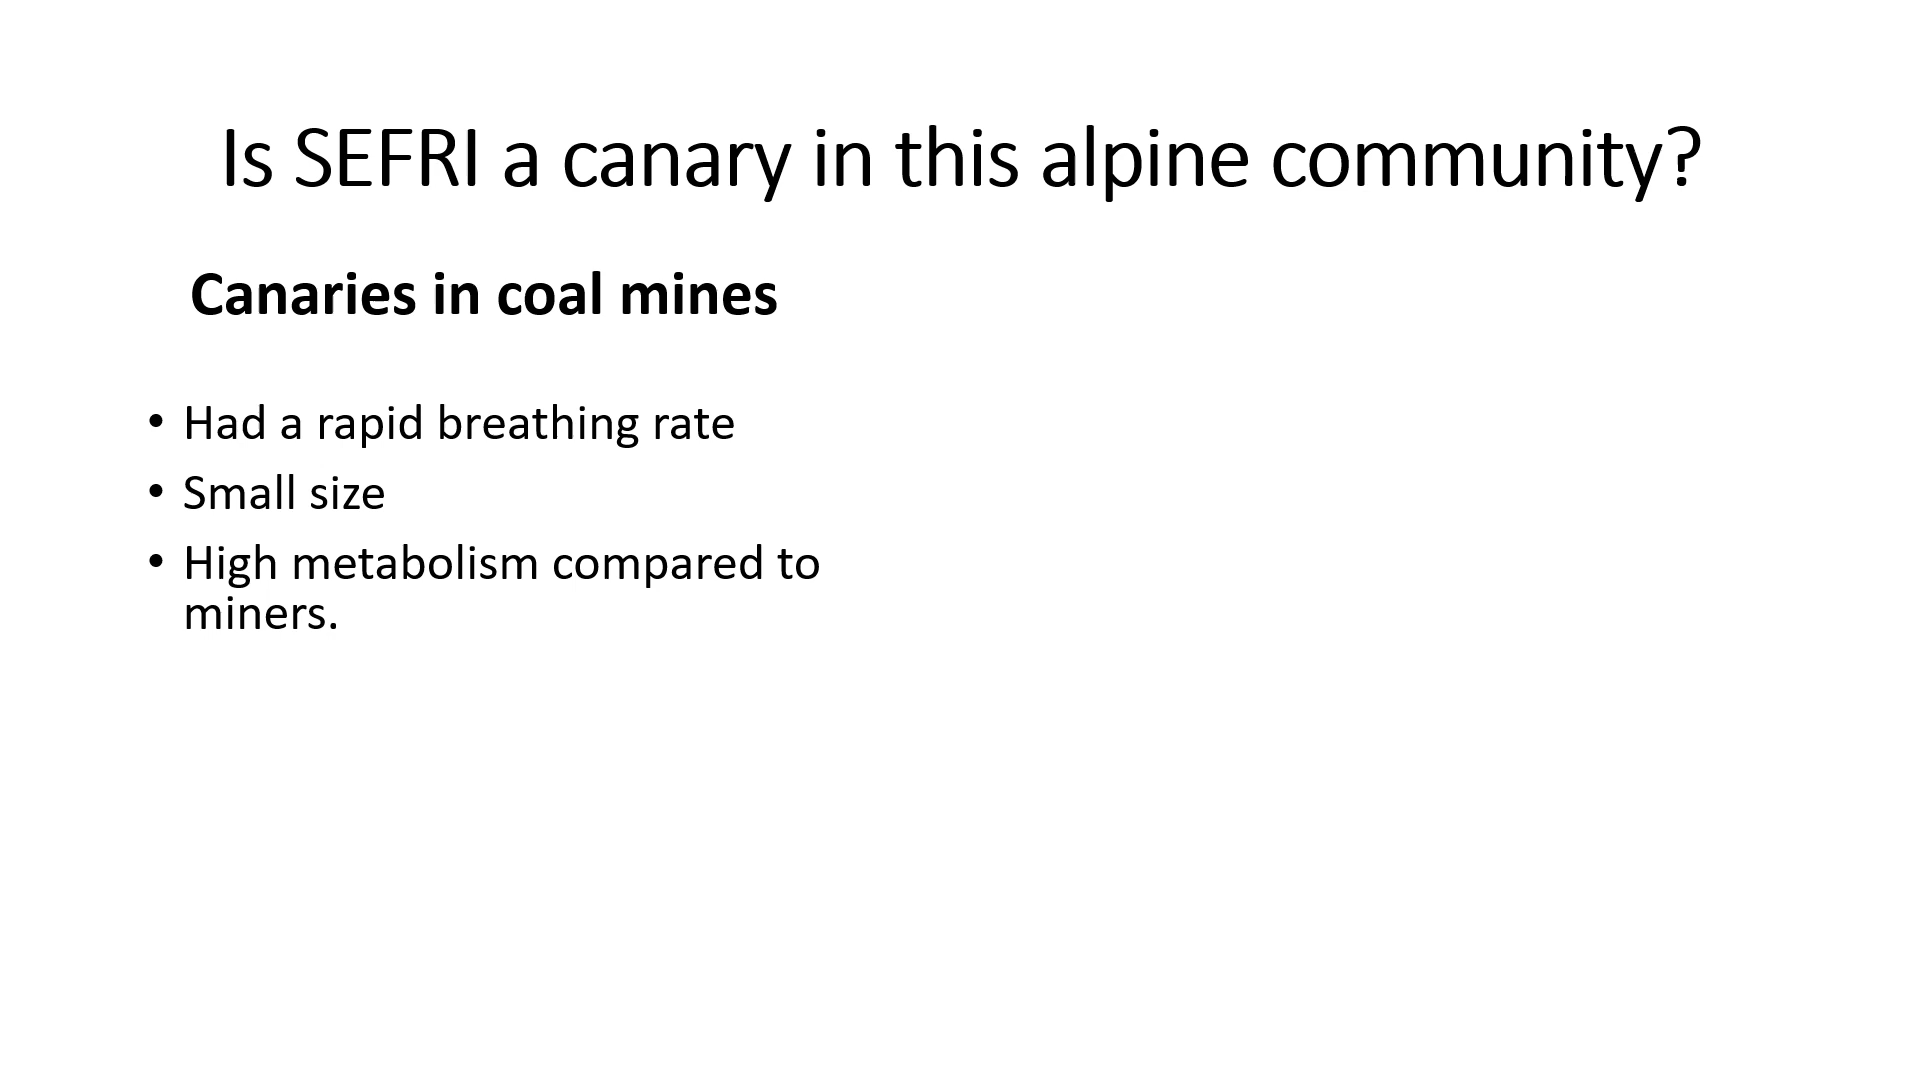 Is SEFRI a canary in this alpine community?
Canaries in coal mines
• Had a rapid breathing rate
• Small size
• High metabolism compared to
miners.